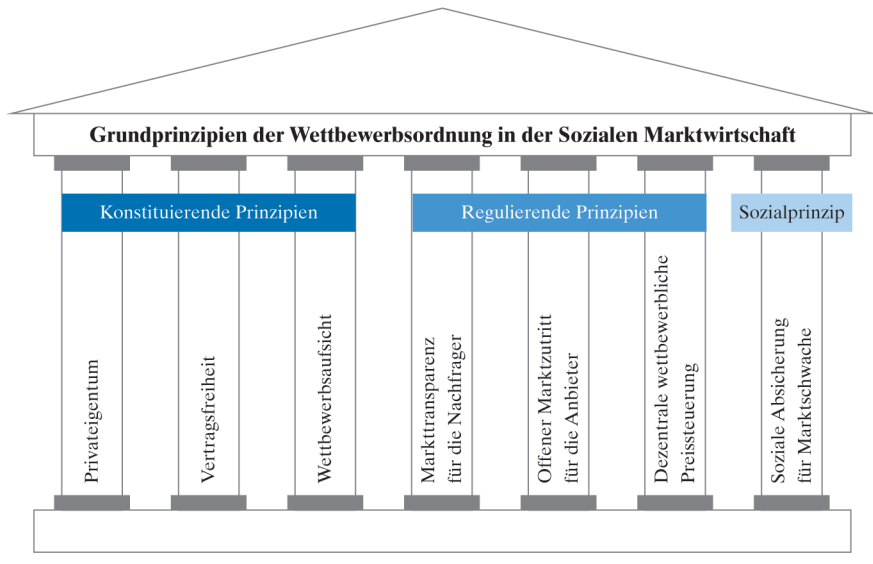 Grundprinzipien der Wettbewerbsordnung in der Sozialen Marktwirtschaft
Konstituierende Prinzipien
Regulierende Prinzipien
Sozialprinzip
Privateigentum
Vertragsfreiheit
Wettbewerbsaufsicht
Markttransparenz
für die Nachfrager
Offener Marktzutritt
für die Anbieter
Dezentrale wettbewerbliche
Preissteuerung
Soziale Absicherung
für Marktschwache